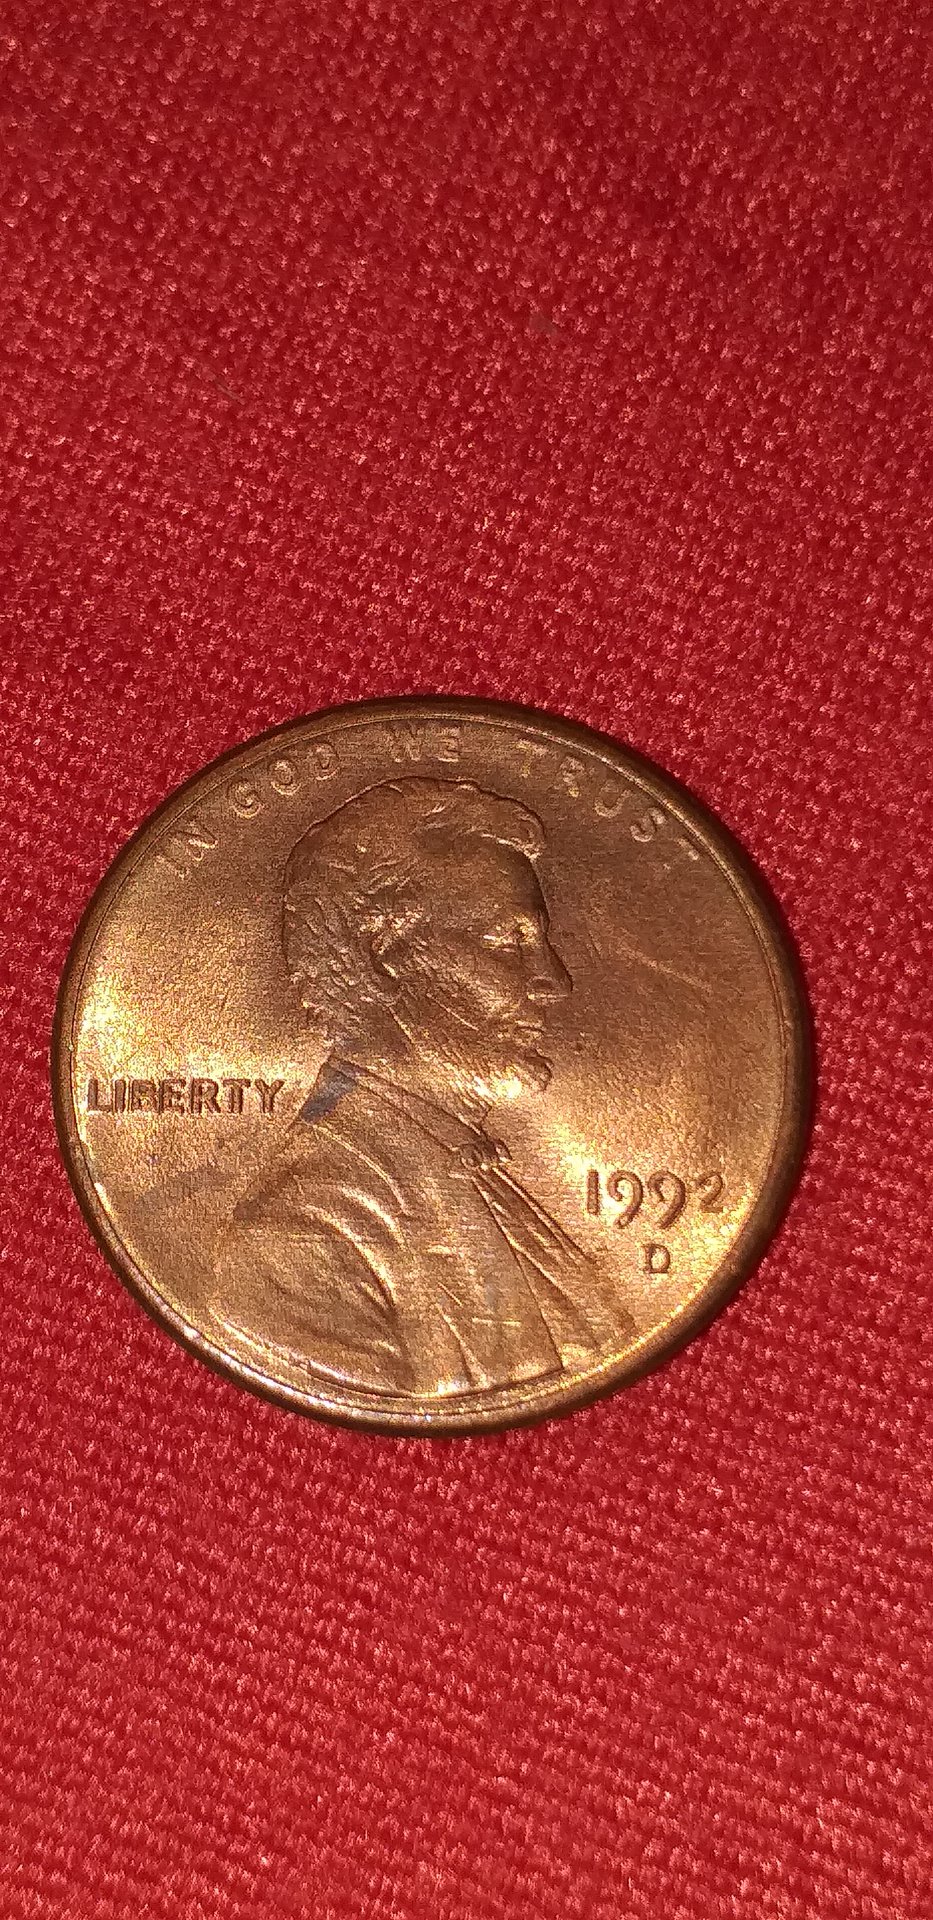 IN GOD WE TRUST
LIBERTY
1992
D